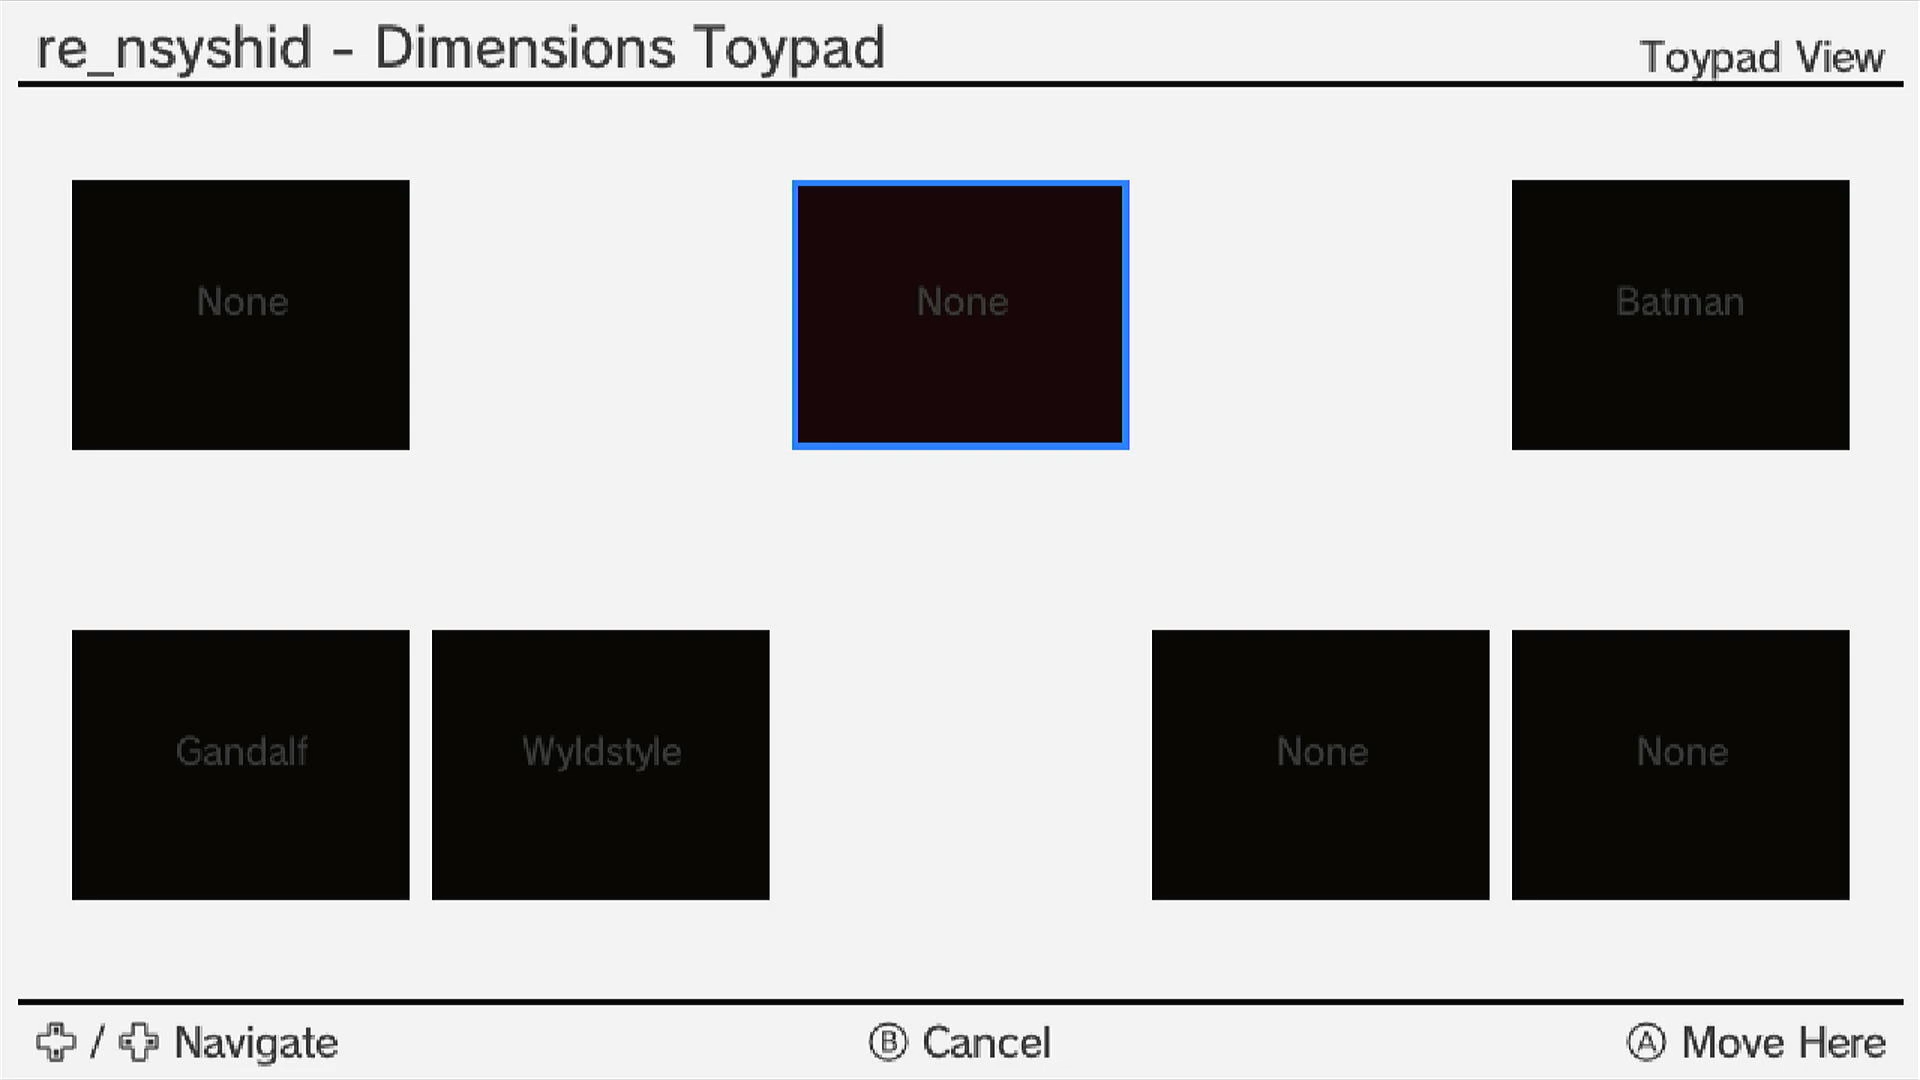 re_nsyshid - Dimensions Toypad
Toypad View
None
None
Batman
Gandalf
Wyldstyle
None
None
/ Navigate
B Cancel
A Move Here